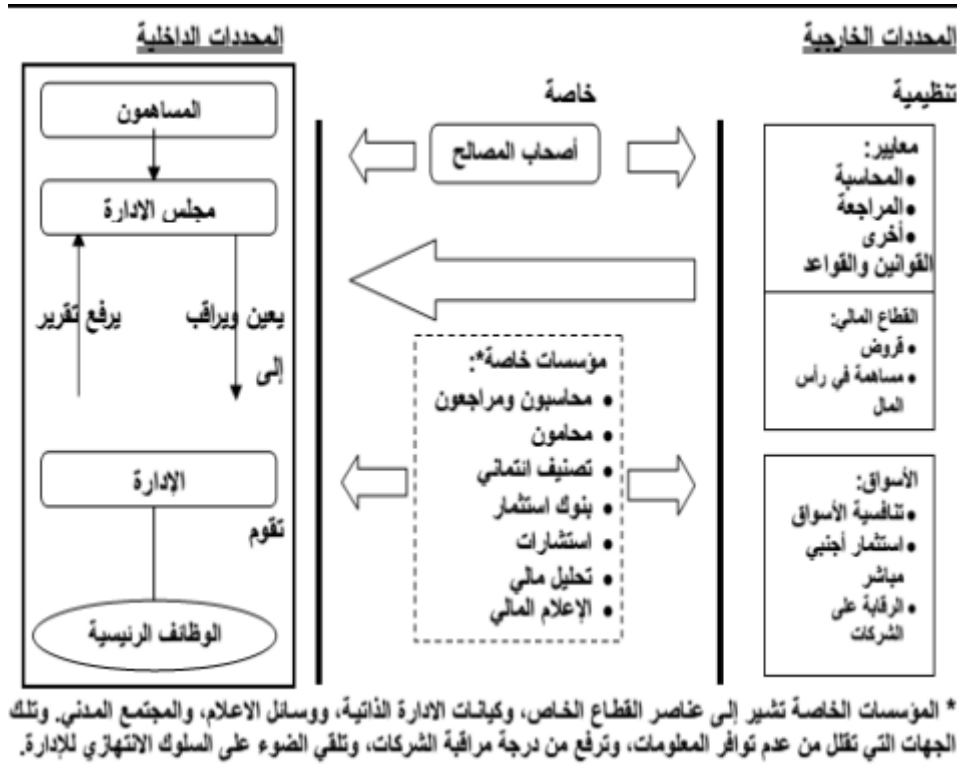 المحددات الخارجية
المحددات الداخلية
تنظيمية
معايير:
•المحاسبة
•المراجعة
•أخرى
القوانين والقواعد
القطاع المالي:
• قروض
• مساهمة في رأس
المال
الأسواق:
•تنافسية الأسواق
•استثمار أجنبي
مباشر
• الرقابة على
الشركات
خاصة
أصحاب المصالح
مؤسسات خاصة*:
• محاسبون ومراجعون
• محامون
• تصنيف ائتماني
• بنوك استثمار
• استشارات
• تحليل مالي
• الإعلام المالي
المساهمون
مجلس الادارة
يعين ويراقب
يرفع تقرير
إلى
الإدارة
تقوم
الوظائف الرئيسية
* المؤسسات الخاصة تشير إلى عناصر القطاع الخاص، وكيانات الادارة الذاتية، ووسائل الاعلام، والمجتمع المدني. وتلك
الجهات التي تقلل من عدم توافر المعلومات، وترفع من درجة مراقبة الشركات، وتلقي الضوء على السلوك الانتهازي للإدارة.